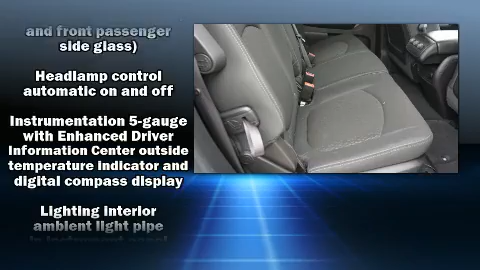 and front passenger
side glass)
Headlamp control
automatic on and off
Instrumentation 5-gauge
with Enhanced Driver
Information Center outside
temperature indicator and
digital compass display
Lighting interior
ambient light pipe